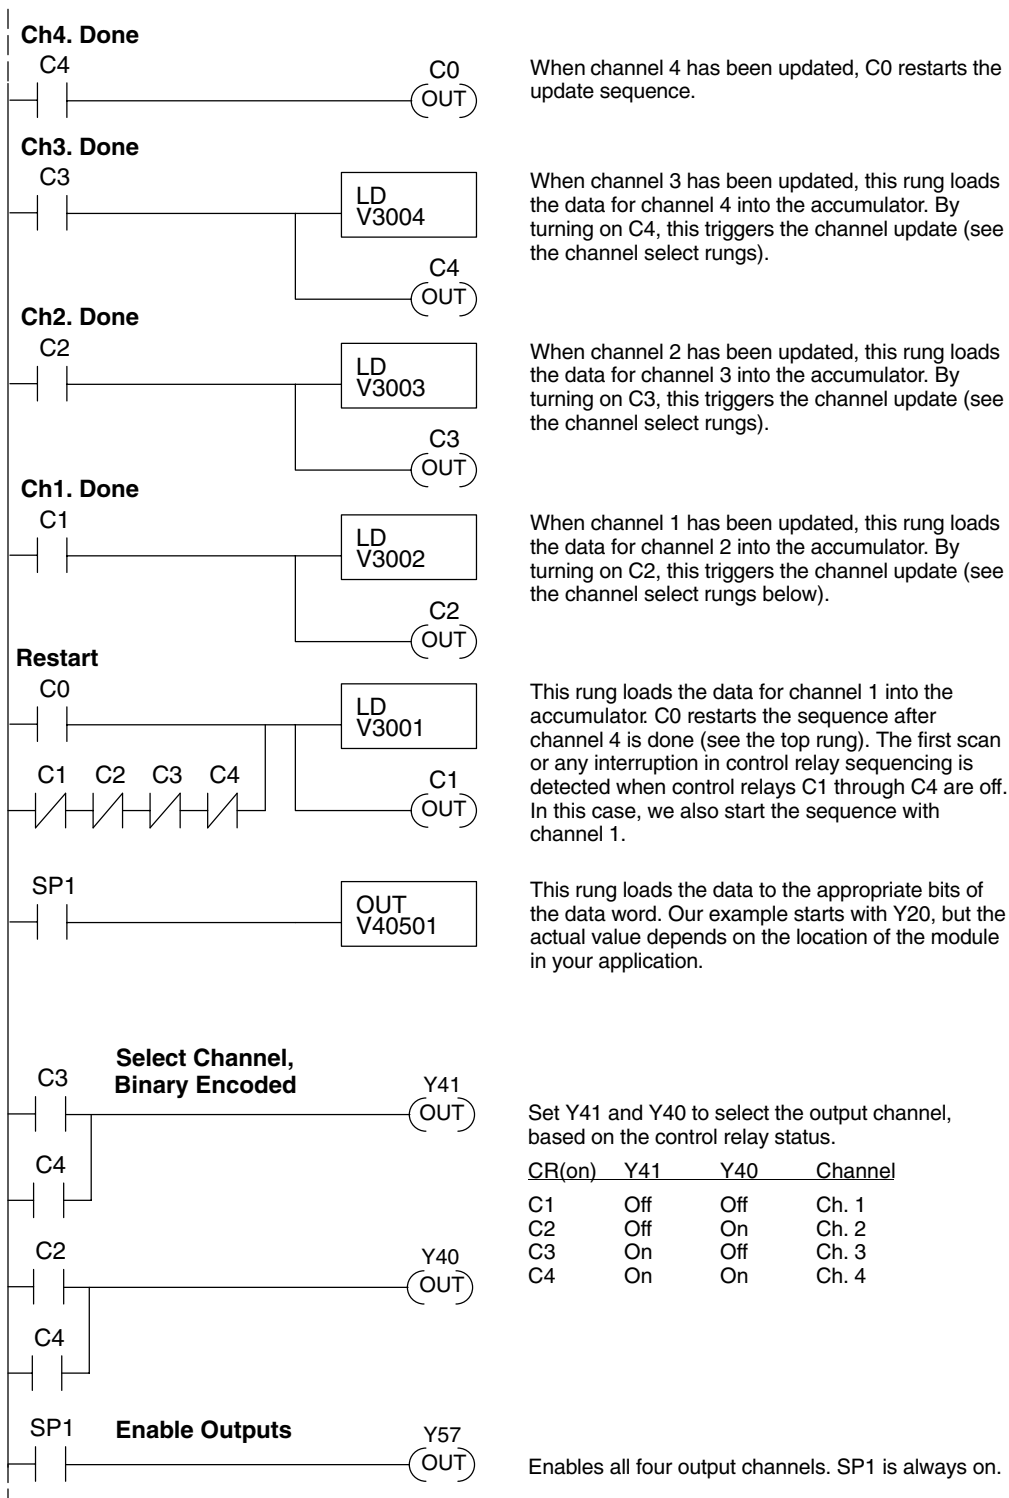 Ch4. Done
C4
C0
OUT
When channel 4 has been updated, C0 restarts the
update sequence.
Ch3. Done
C3
LD
V3004
C4
OUT
When channel 3 has been updated, this rung loads
the data for channel 4 into the accumulator. By
turning on C4, this triggers the channel update (see
the channel select rungs).
Ch2. Done
C2
LD
V3003
C3
OUT
When channel 2 has been updated, this rung loads
the data for channel 3 into the accumulator. By
turning on C3, this triggers the channel update (see
the channel select rungs).
Ch1. Done
C1
LD
V3002
C2
OUT
When channel 1 has been updated, this rung loads
the data for channel 2 into the accumulator. By
turning on C2, this triggers the channel update (see
the channel select rungs below).
Restart
C0
LD
V3001
C1 C2 C3 C4
C1
OUT
This rung loads the data for channel 1 into the
accumulator. C0 restarts the sequence after
channel 4 is done (see the top rung). The first scan
or any interruption in control relay sequencing is
detected when control relays C1 through C4 are off.
In this case, we also start the sequence with
channel 1.
SP1
OUT
V40501
This rung loads the data to the appropriate bits of
the data word. Our example starts with Y20, but the
actual value depends on the location of the module
in your application.
Select Channel,
Binary Encoded
C3
Y41
OUT
C4
Set Y41 and Y40 to select the output channel,
based on the control relay status.
CR(on) Y41 Y40 Channel
C1 Off Off Ch. 1
C2 Off On Ch. 2
C3 On Off Ch. 3
C4 On On Ch. 4
C2
Y40
OUT
C4
SP1
Enable Outputs
Y57
OUT
Enables all four output channels. SP1 is always on.